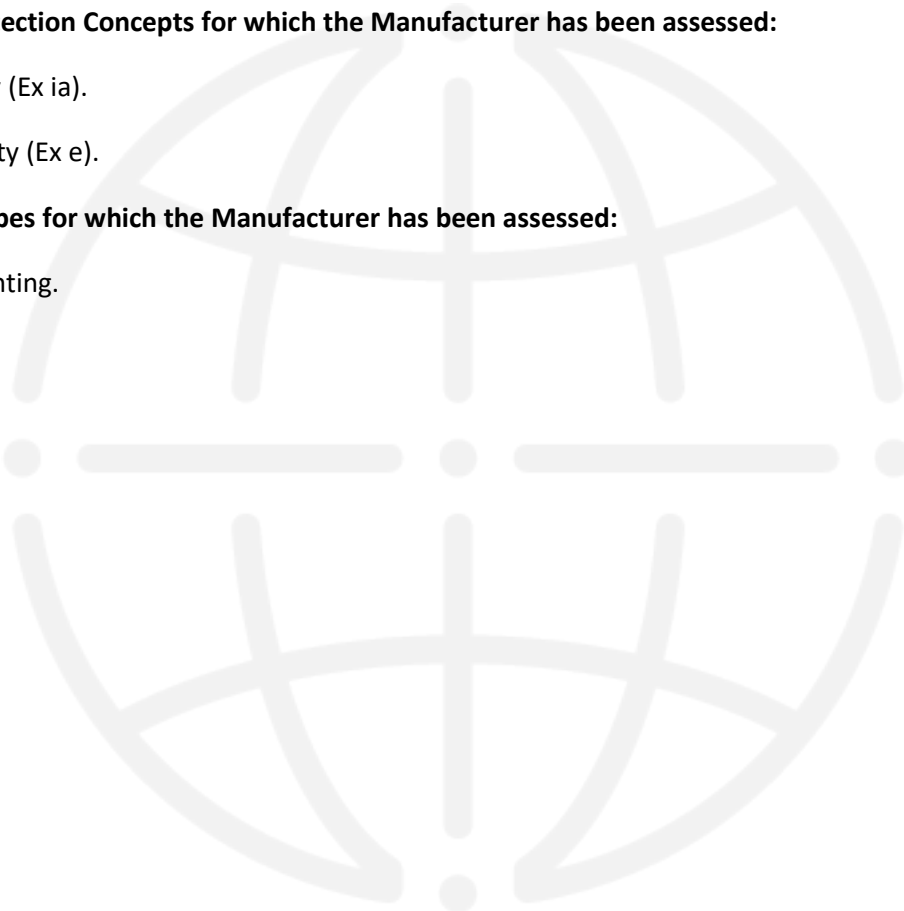 ection Concepts for which the Manufacturer has been assessed:
(Ex ia).
ty (Ex e).
pes for which the Manufacturer has been assessed:
nting.